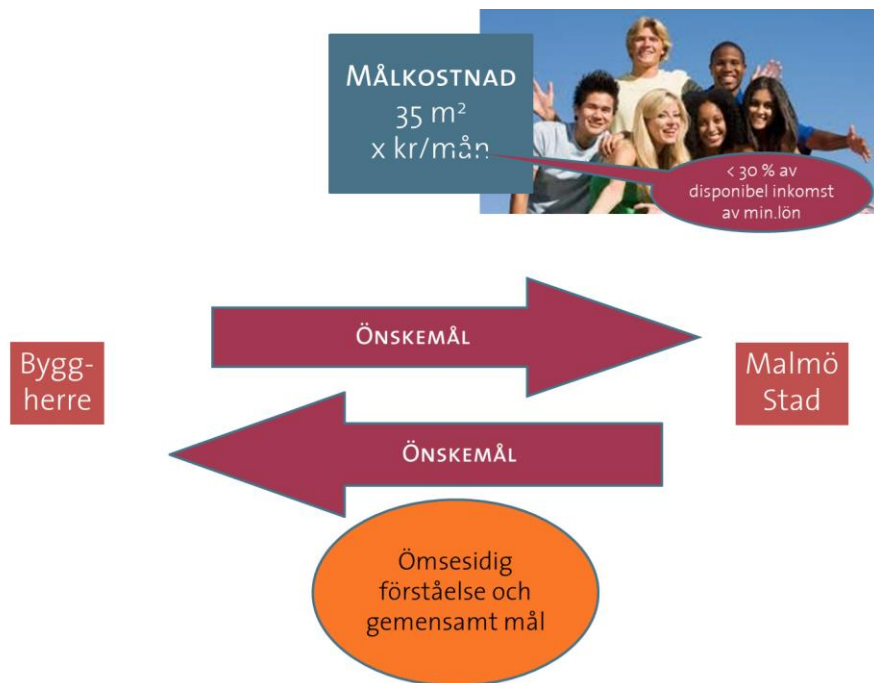 MÅLKOSTNAD
35 m²
x kr/mån
< 30 % av
disponibel inkomst
av min.lön
ÖNSKEMÅL
Bygg-
herre
Malmö
Stad
ÖNSKEMÅL
Ömsesidig
förståelse och
gemensamt mål